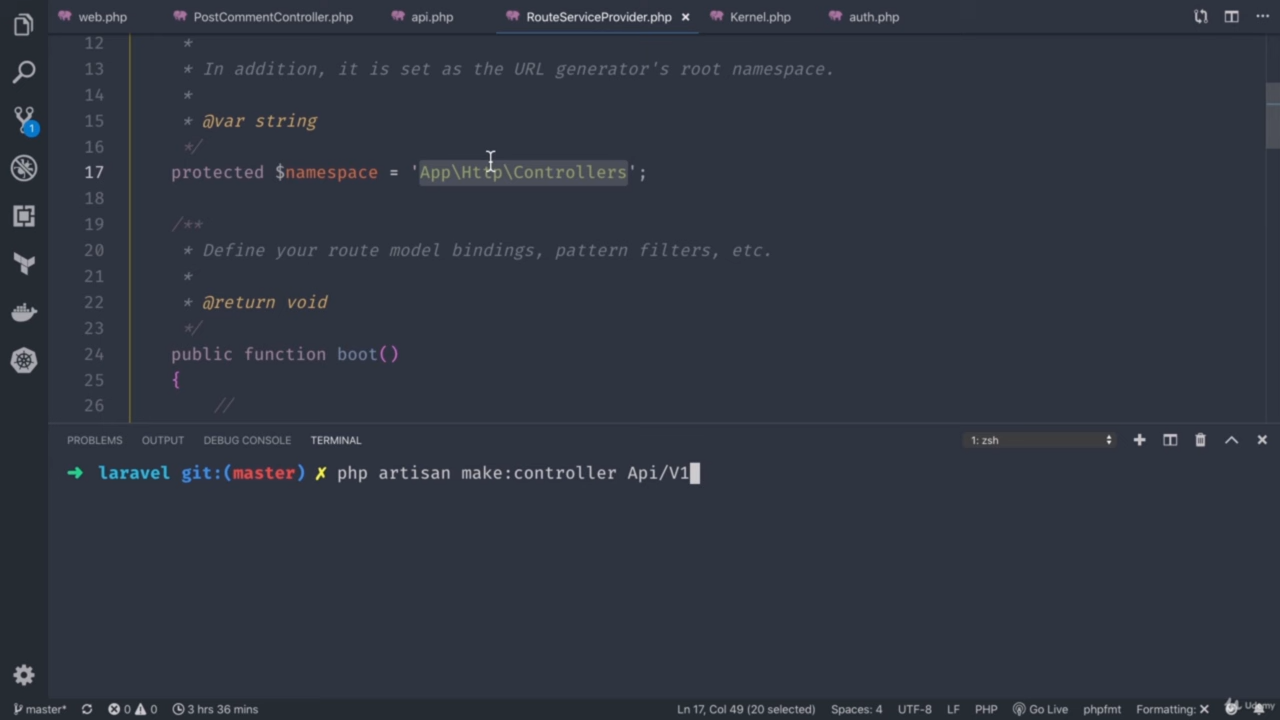 web.php PostCommentController.php api.php RouteServiceProvider.php × Kernel.php auth.php ···
12 *
13 * In addition, it is set as the URL generator's root namespace.
14 *
15 * @var string
16 */
17 protected $namespace = 'App\Http\Controllers';
18
19 /**
20 * Define your route model bindings, pattern filters, etc.
21 *
22 * @return void
23 */
24 public function boot()
25 {
26 //
PROBLEMS OUTPUT DEBUG CONSOLE TERMINAL 1: zsh
➜ laravel git:(master) ✗ php artisan make:controller Api/V1
1
master* 0 0 3 hrs 36 mins Ln 17, Col 49 (20 selected) Spaces: 4 UTF-8 LF PHP Go Live phpfmt Formatting: × Udemy